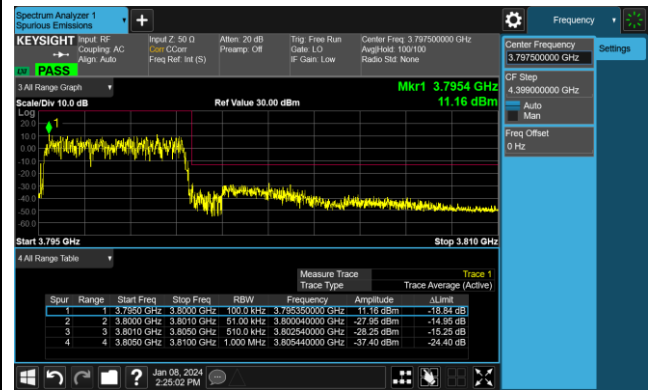 Spectrum Analyzer 1
Spurious Emissions
Frequency
KEYSIGHT
Input: RF
Coupling: AC
Align: Auto
Input Z: 50 Ω
Corr CCorr
Freq Ref: Int (S)
Atten: 20 dB
Preamp: Off
Trig: Free Run
Gate: LO
IF Gain: Low
Center Freq: 3.797500000 GHz
Avg|Hold: 100/100
Radio Std: None
PASS
Center Frequency
3.797500000 GHz
Settings
CF Step
4.399000000 GHz
Auto
Man
Freq Offset
0 Hz
3 All Range Graph
Mkr1 3.7954 GHz
Scale/Div 10.0 dB
Ref Value 30.00 dBm
11.16 dBm
Log
20.0
10.0
0.00
-10.0
-20.0
-30.0
-40.0
-50.0
-60.0
1
Start 3.795 GHz
Stop 3.810 GHz
4 All Range Table
Measure Trace Trace 1
Trace Type Trace Average (Active)
Spur Range Start Freq Stop Freq RBW Frequency Amplitude ΔLimit
1 1 3.7950 GHz 3.8000 GHz 100.0 kHz 3.795350000 GHz 11.16 dBm -18.84 dB
2 2 3.8000 GHz 3.8010 GHz 51.00 kHz 3.800040000 GHz -27.95 dBm -14.95 dB
3 3 3.8010 GHz 3.8050 GHz 510.0 kHz 3.802540000 GHz -28.25 dBm -15.25 dB
4 4 3.8050 GHz 3.8100 GHz 1.000 MHz 3.805440000 GHz -37.40 dBm -24.40 dB
Jan 08, 2024
2:25:02 PM